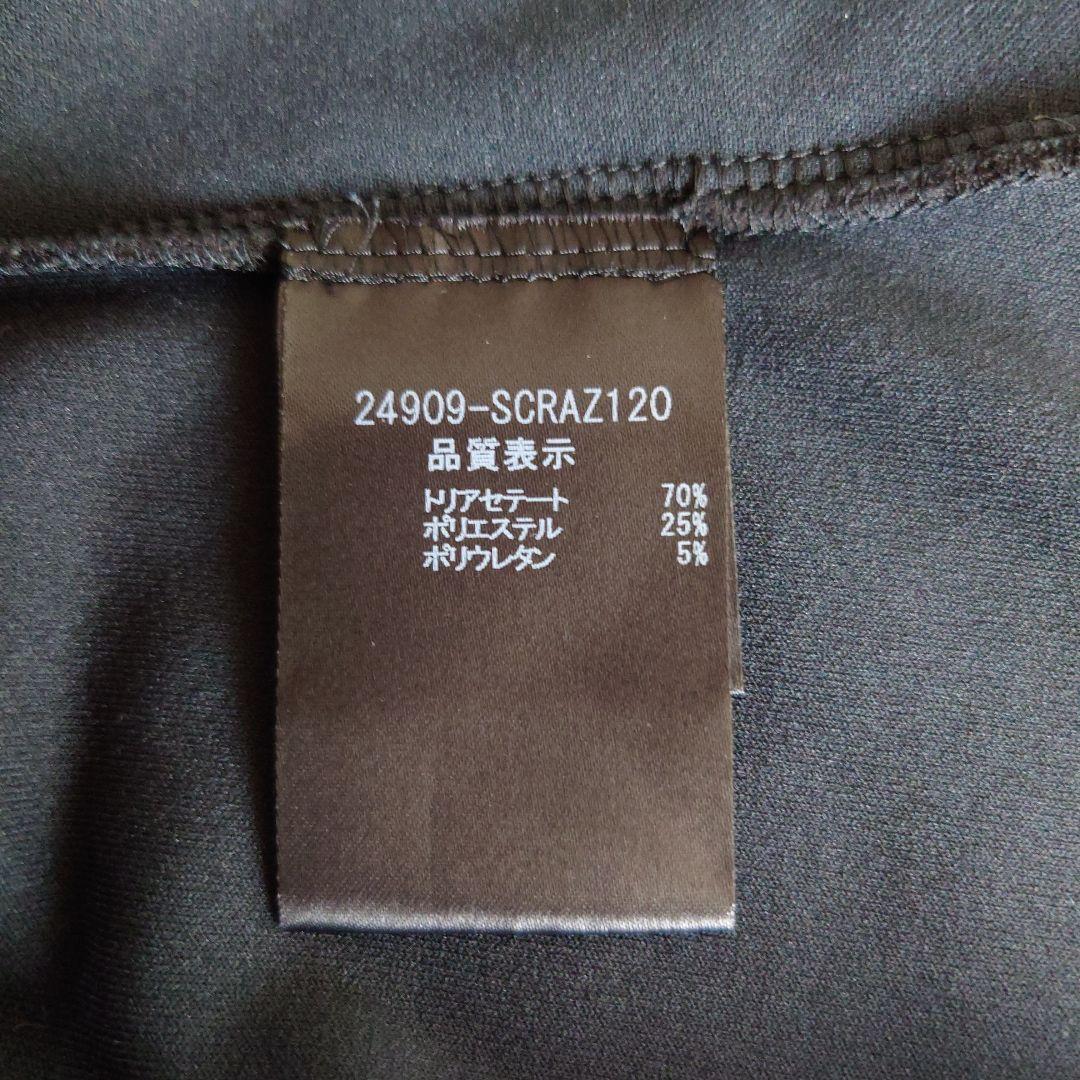 24909-SCRAZ120
品質表示
トリアセテート 70%
ポリエステル 25%
ポリウレタン 5%